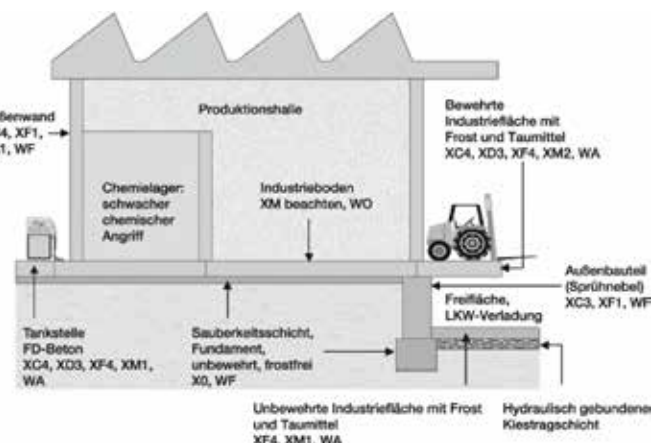 Produktionshalle
ßenwand
4, XF1,
1, WF
Bewehrte
Industriefläche mit
Frost und Taumittel
XC4, XD3, XF4, XM2, WA
Chemielager:
schwacher
chemischer
Angriff
Industrieboden
XM beachten, WO
Tankstelle
FD-Beton
XC4, XD3, XF4, XM1,
WA
Sauberkeitsschicht,
Fundament,
unbewehrt, frostfrei
X0, WF
Freifläche,
LKW-Verladung
Außenbauteil
(Sprühnebel)
XC3, XF1, WF
Unbewehrte Industriefläche mit Frost
und Taumittel
XF4, XM1, WA
Hydraulisch gebundener
Kiestragschicht